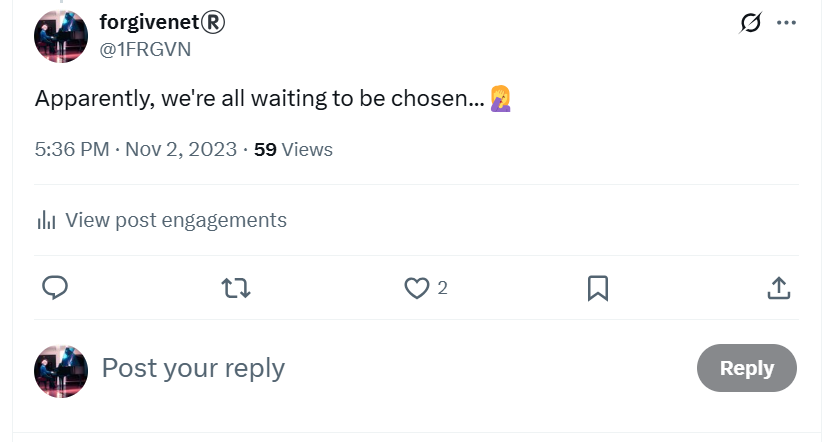 forgivenet®
@1FRGVN
Apparently, we're all waiting to be chosen...🤦‍♀️
5:36 PM · Nov 2, 2023 · 59 Views
View post engagements
2
Post your reply
Reply